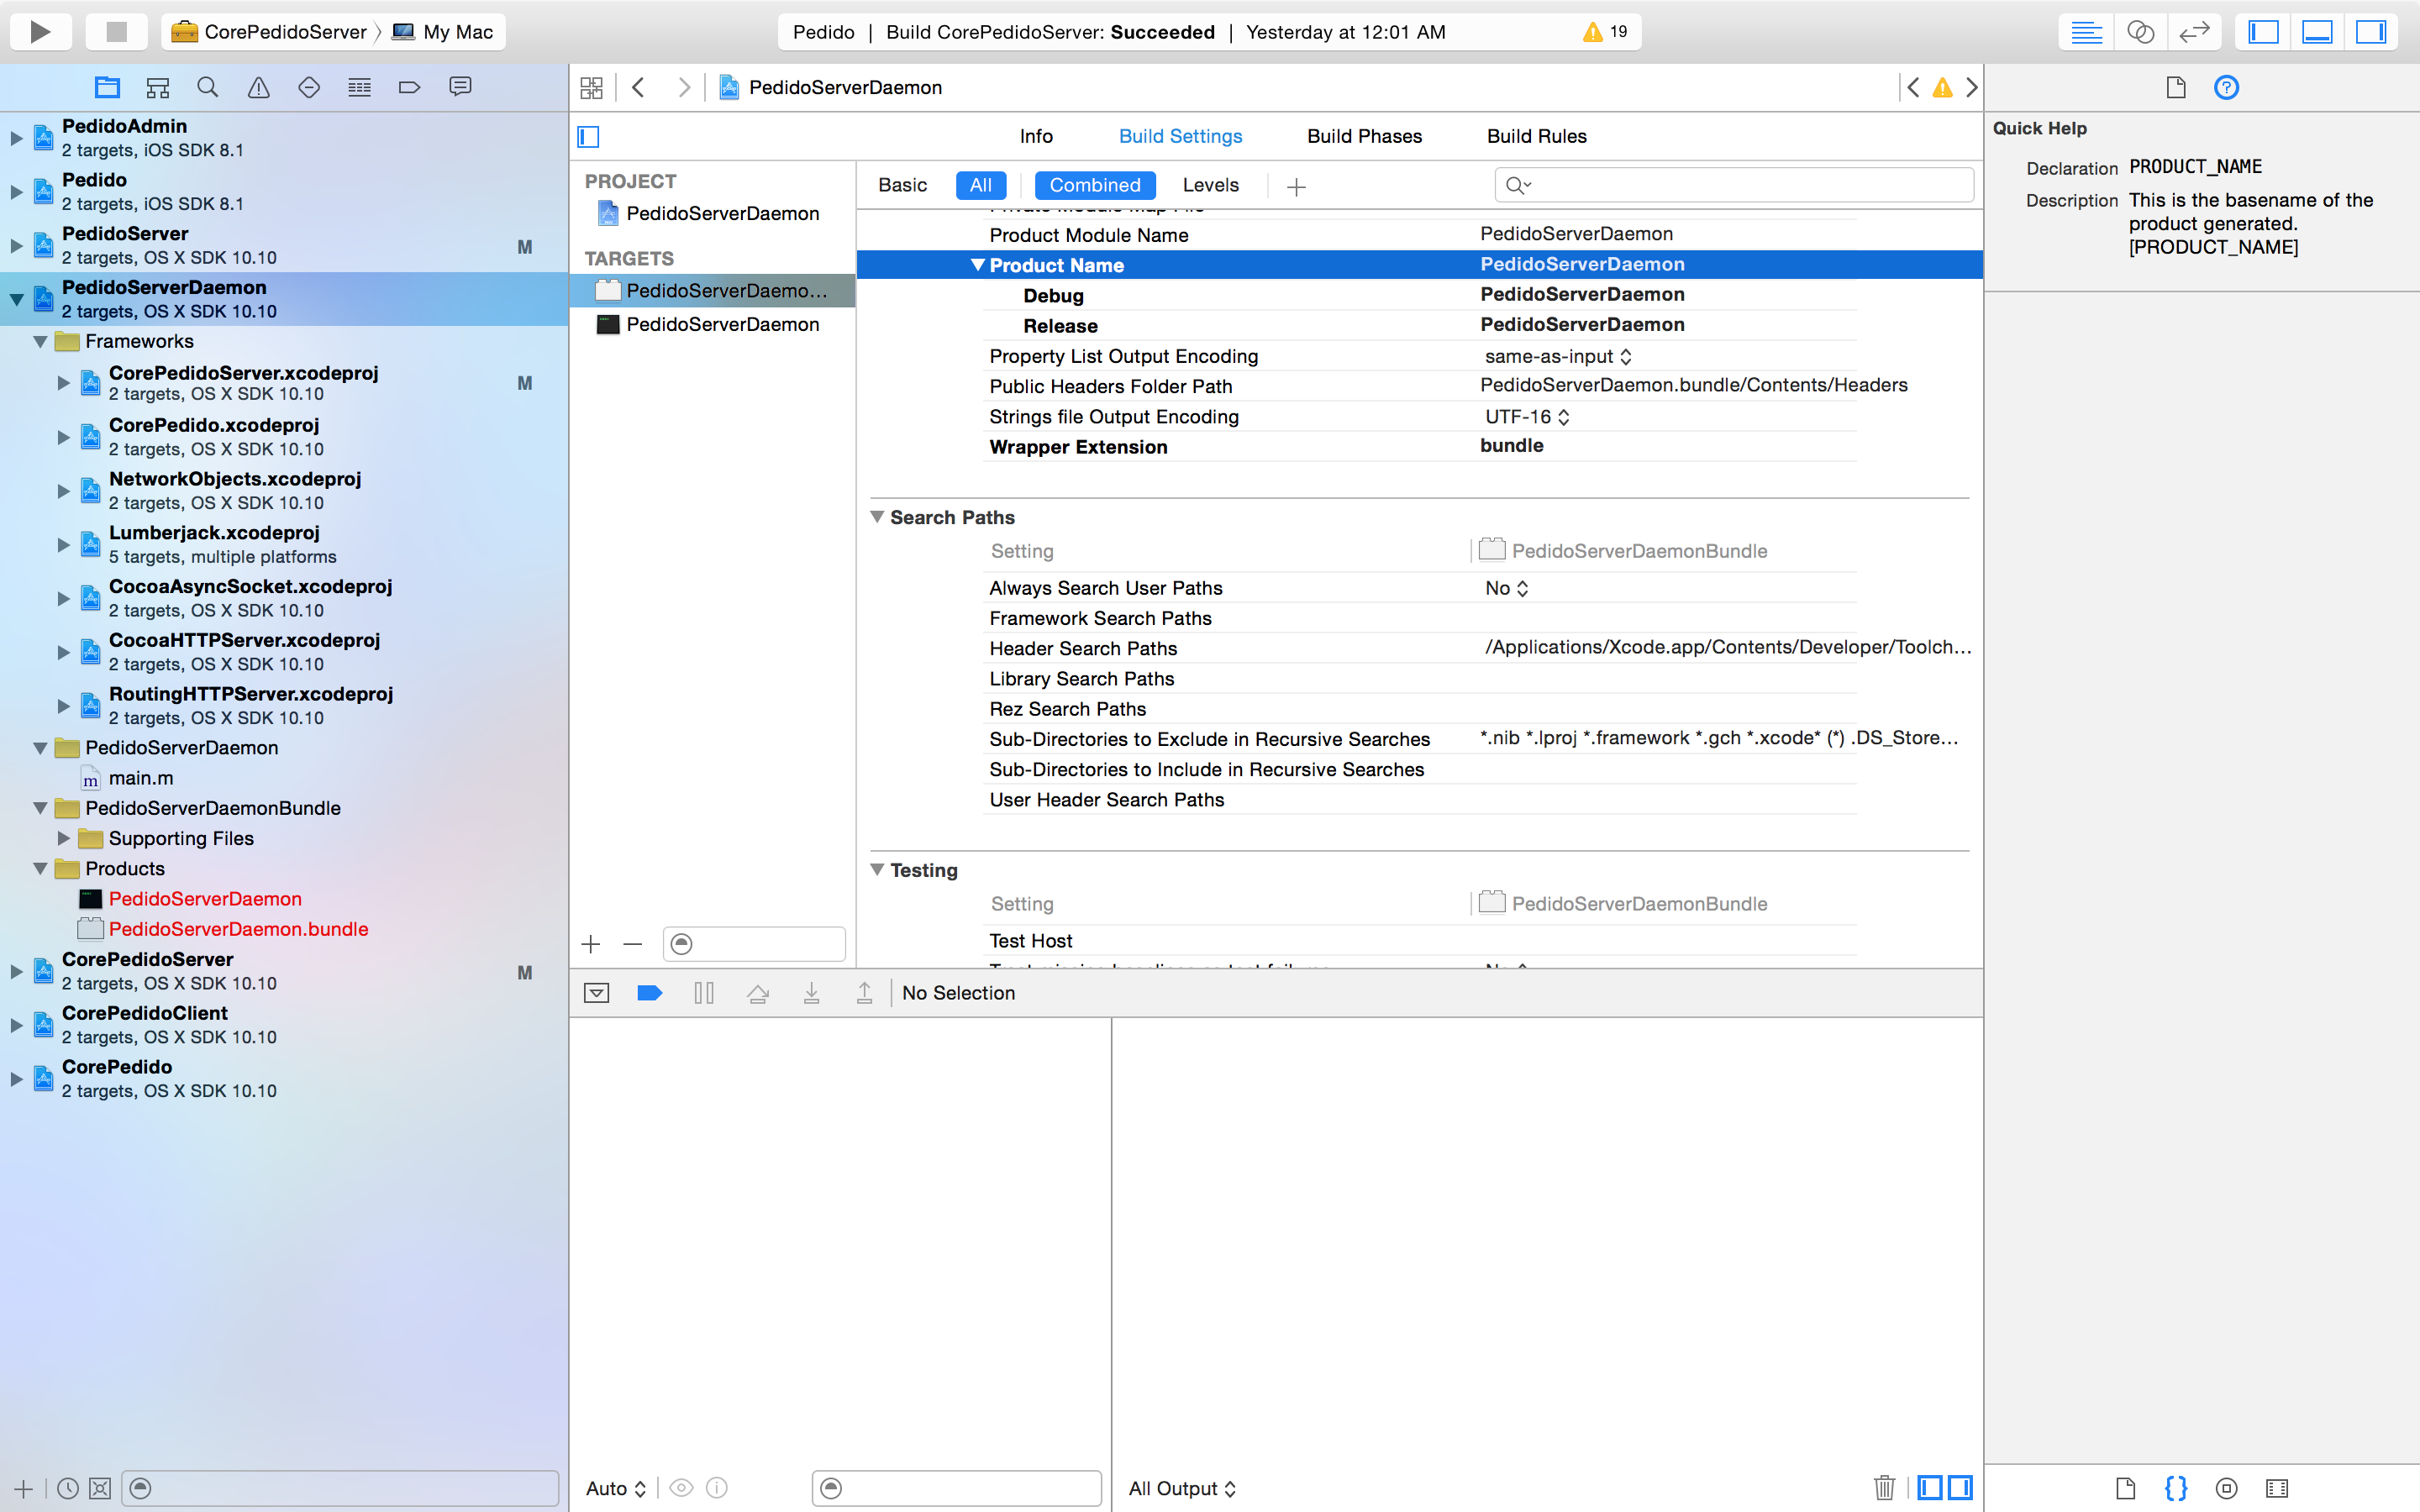 CorePedidoServer 〉 My Mac
Pedido | Build CorePedidoServer: Succeeded | Yesterday at 12:01 AM
19
PedidoAdmin
2 targets, iOS SDK 8.1
Pedido
2 targets, iOS SDK 8.1
PedidoServer
2 targets, OS X SDK 10.10
M
PedidoServerDaemon
2 targets, OS X SDK 10.10
Frameworks
CorePedidoServer.xcodeproj
2 targets, OS X SDK 10.10
M
CorePedido.xcodeproj
2 targets, OS X SDK 10.10
NetworkObjects.xcodeproj
2 targets, OS X SDK 10.10
Lumberjack.xcodeproj
5 targets, multiple platforms
CocoaAsyncSocket.xcodeproj
2 targets, OS X SDK 10.10
CocoaHTTPServer.xcodeproj
2 targets, OS X SDK 10.10
RoutingHTTPServer.xcodeproj
2 targets, OS X SDK 10.10
PedidoServerDaemon
m main.m
PedidoServerDaemonBundle
Supporting Files
Products
PedidoServerDaemon
PedidoServerDaemon.bundle
CorePedidoServer
2 targets, OS X SDK 10.10
M
CorePedidoClient
2 targets, OS X SDK 10.10
CorePedido
2 targets, OS X SDK 10.10
PedidoServerDaemon
Info Build Settings Build Phases Build Rules
PROJECT
PedidoServerDaemon
TARGETS
PedidoServerDaemo...
PedidoServerDaemon
Basic All Combined Levels
Product Module Name PedidoServerDaemon
Product Name PedidoServerDaemon
Debug PedidoServerDaemon
Release PedidoServerDaemon
Property List Output Encoding same-as-input
Public Headers Folder Path PedidoServerDaemon.bundle/Contents/Headers
Strings file Output Encoding UTF-16
Wrapper Extension bundle
Search Paths
Setting PedidoServerDaemonBundle
Always Search User Paths No
Framework Search Paths
Header Search Paths /Applications/Xcode.app/Contents/Developer/Toolch...
Library Search Paths
Rez Search Paths
Sub-Directories to Exclude in Recursive Searches *.nib *.lproj *.framework *.gch *.xcode* (*) .DS_Store...
Sub-Directories to Include in Recursive Searches
User Header Search Paths
Testing
Setting PedidoServerDaemonBundle
Test Host
No Selection
Auto
All Output
Quick Help
Declaration PRODUCT_NAME
Description This is the basename of the
product generated.
[PRODUCT_NAME]